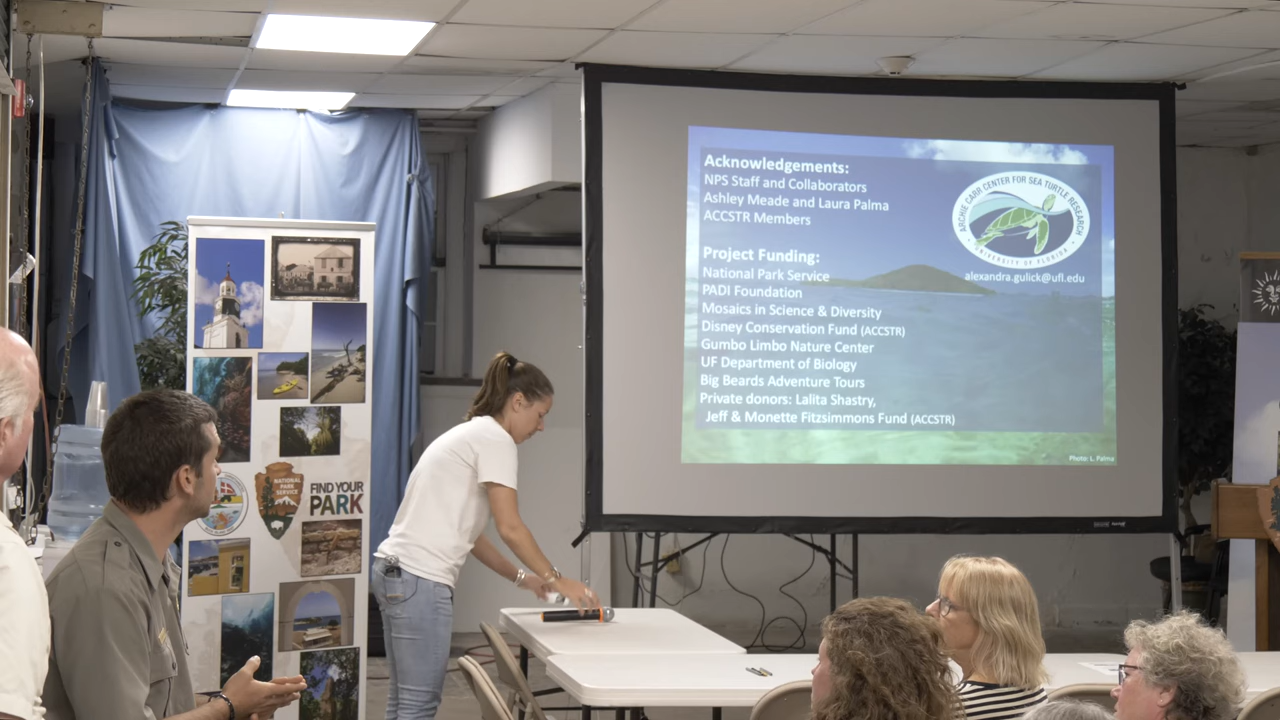 Acknowledgements:
NPS Staff and Collaborators
Ashley Meade and Laura Palma
ACCSTR Members
Project Funding:
National Park Service
PADI Foundation
Mosaics in Science & Diversity
Disney Conservation Fund (ACCSTR)
Gumbo Limbo Nature Center
UF Department of Biology
Big Beards Adventure Tours
Private donors: Lalita Shastry,
Jeff & Monette Fitzsimmons Fund (ACCSTR)
ARCHIE CARR CENTER FOR SEA TURTLE RESEARCH
UNIVERSITY OF FLORIDA
alexandra.gulick@ufl.edu
Photo: L. Palma
NATIONAL
PARK
SERVICE
FIND YOUR
PARK